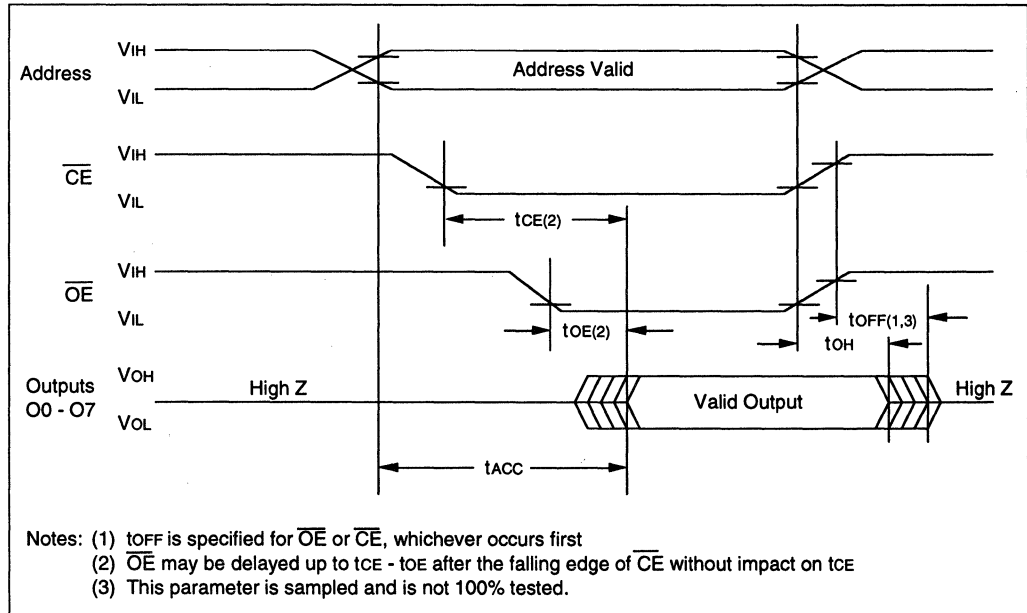 VIH
Address
Address Valid
VIL
VIH
CE
VIL
tCE(2)
VIH
OE
VIL
tOE(2)
tOFF(1,3)
tOH
VOH
Outputs
O0 - O7
High Z
Valid Output
High Z
VOL
tACC
Notes: (1) tOFF is specified for OE or CE, whichever occurs first
(2) OE may be delayed up to tCE - tOE after the falling edge of CE without impact on tCE
(3) This parameter is sampled and is not 100% tested.